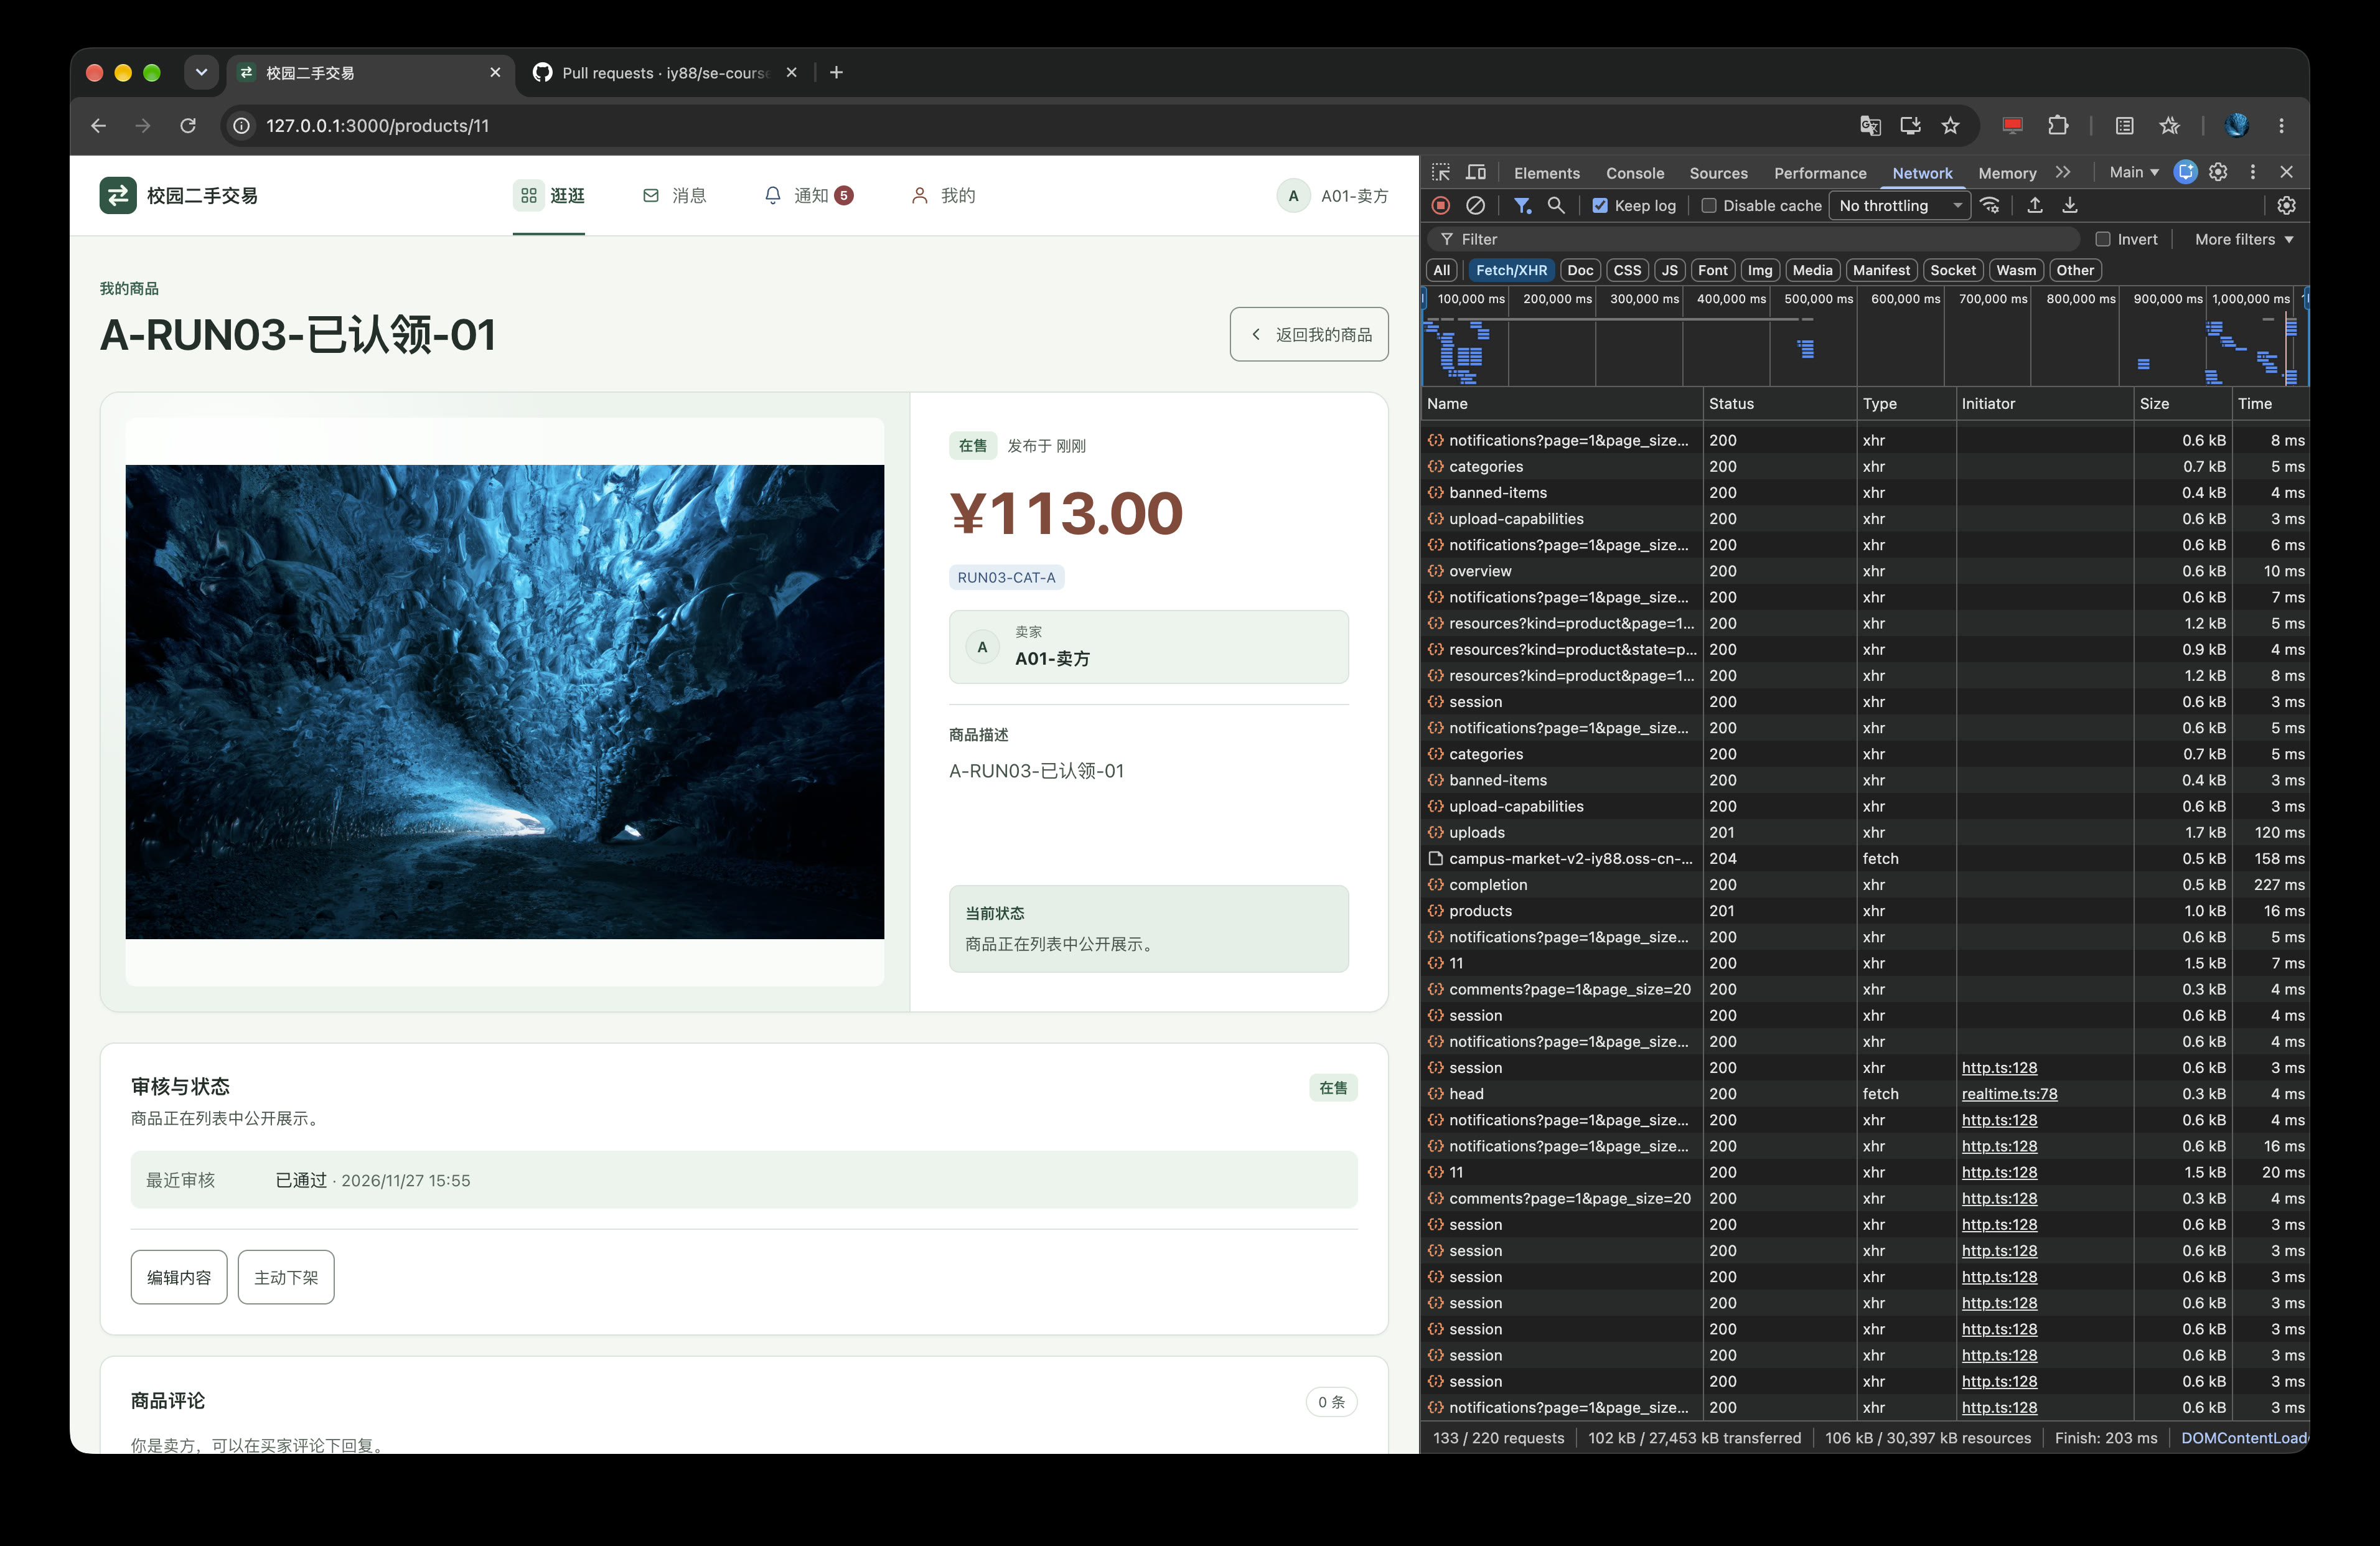 校园二手交易
Pull requests · iy88/se-course
127.0.0.1:3000/products/11
校园二手交易
逛逛
消息
通知 5
我的
A
A01-卖方
我的商品
A-RUN03-已认领-01
返回我的商品
在售 发布于 刚刚
¥113.00
RUN03-CAT-A
A
卖家
A01-卖方
商品描述
A-RUN03-已认领-01
当前状态
商品正在列表中公开展示。
审核与状态
在售
商品正在列表中公开展示。
最近审核 已通过 · 2026/11/27 15:55
编辑内容
主动下架
商品评论
0 条
你是卖方，可以在买家评论下回复。
Elements Console Sources Performance Network Memory Main
Keep log Disable cache No throttling
Filter Invert More filters
All Fetch/XHR Doc CSS JS Font Img Media Manifest Socket Wasm Other
100,000 ms 200,000 ms 300,000 ms 400,000 ms 500,000 ms 600,000 ms 700,000 ms 800,000 ms 900,000 ms 1,000,000 ms
Name Status Type Initiator Size Time
notifications?page=1&page_size... 200 xhr 0.6 kB 8 ms
categories 200 xhr 0.7 kB 5 ms
banned-items 200 xhr 0.4 kB 4 ms
upload-capabilities 200 xhr 0.6 kB 3 ms
notifications?page=1&page_size... 200 xhr 0.6 kB 6 ms
overview 200 xhr 0.6 kB 10 ms
notifications?page=1&page_size... 200 xhr 0.6 kB 7 ms
resources?kind=product&page=1... 200 xhr 1.2 kB 5 ms
resources?kind=product&state=p... 200 xhr 0.9 kB 4 ms
resources?kind=product&page=1... 200 xhr 1.2 kB 8 ms
session 200 xhr 0.6 kB 3 ms
notifications?page=1&page_size... 200 xhr 0.6 kB 5 ms
categories 200 xhr 0.7 kB 5 ms
banned-items 200 xhr 0.4 kB 3 ms
upload-capabilities 200 xhr 0.6 kB 3 ms
uploads 201 xhr 1.7 kB 120 ms
campus-market-v2-iy88.oss-cn-... 204 fetch 0.5 kB 158 ms
completion 200 xhr 0.5 kB 227 ms
products 201 xhr 1.0 kB 16 ms
notifications?page=1&page_size... 200 xhr 0.6 kB 5 ms
11 200 xhr 1.5 kB 7 ms
comments?page=1&page_size=20 200 xhr 0.3 kB 4 ms
session 200 xhr 0.6 kB 4 ms
notifications?page=1&page_size... 200 xhr 0.6 kB 4 ms
session 200 xhr http.ts:128 0.6 kB 3 ms
head 200 fetch realtime.ts:78 0.3 kB 4 ms
notifications?page=1&page_size... 200 xhr http.ts:128 0.6 kB 4 ms
notifications?page=1&page_size... 200 xhr http.ts:128 0.6 kB 16 ms
11 200 xhr http.ts:128 1.5 kB 20 ms
comments?page=1&page_size=20 200 xhr http.ts:128 0.3 kB 4 ms
session 200 xhr http.ts:128 0.6 kB 3 ms
session 200 xhr http.ts:128 0.6 kB 3 ms
session 200 xhr http.ts:128 0.6 kB 3 ms
session 200 xhr http.ts:128 0.6 kB 3 ms
session 200 xhr http.ts:128 0.6 kB 3 ms
session 200 xhr http.ts:128 0.6 kB 3 ms
session 200 xhr http.ts:128 0.6 kB 3 ms
notifications?page=1&page_size... 200 xhr http.ts:128 0.6 kB 3 ms
133 / 220 requests 102 kB / 27,453 kB transferred 106 kB / 30,397 kB resources Finish: 203 ms DOMContentLoad